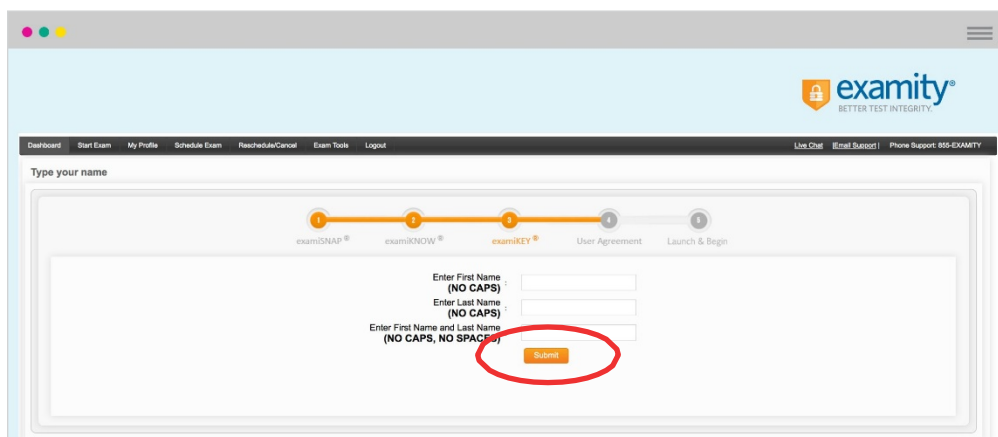 examity®
BETTER TEST INTEGRITY.
Dashboard Start Exam My Profile Schedule Exam Reschedule/Cancel Exam Tools Logout Live Chat |Email Support | Phone Support: 855-EXAMITY
Type your name
1 2 3 4 5
examiSNAP ® examiKNOW ® examiKEY ® User Agreement Launch & Begin
Enter First Name
(NO CAPS) :
Enter Last Name
(NO CAPS) :
Enter First Name and Last Name
(NO CAPS, NO SPACES)
Submit